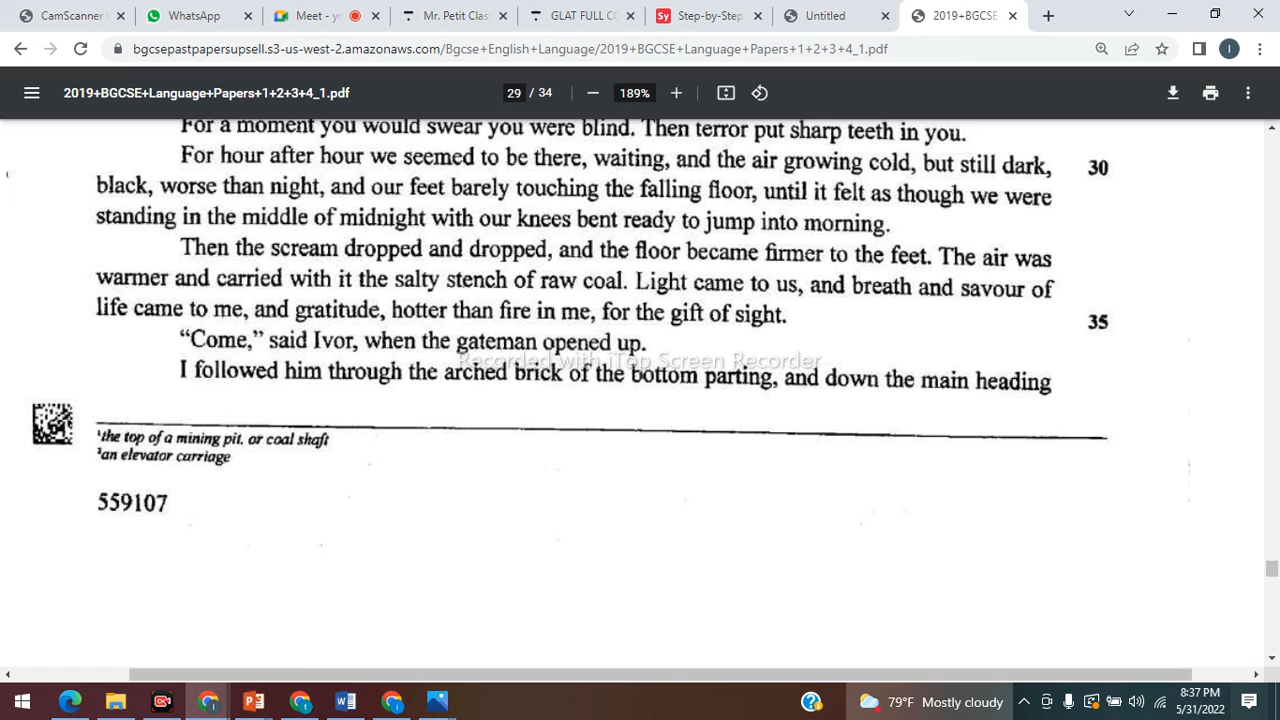 CamScanner
WhatsApp
Meet - yn
Mr. Petit Clas
GLAT FULL CO
Step-by-Step
Untitled
2019+BGCSE
bgcsepastpapersupsell.s3-us-west-2.amazonaws.com/Bgcse+English+Language/2019+BGCSE+Language+Papers+1+2+3+4_1.pdf
2019+BGCSE+Language+Papers+1+2+3+4_1.pdf
29 / 34
189%
For a moment you would swear you were blind. Then terror put sharp teeth in you.
For hour after hour we seemed to be there, waiting, and the air growing cold, but still dark, 30
black, worse than night, and our feet barely touching the falling floor, until it felt as though we were
standing in the middle of midnight with our knees bent ready to jump into morning.
Then the scream dropped and dropped, and the floor became firmer to the feet. The air was
warmer and carried with it the salty stench of raw coal. Light came to us, and breath and savour of
life came to me, and gratitude, hotter than fire in me, for the gift of sight. 35
“Come,” said Ivor, when the gateman opened up.
Recorded with iTop Screen Recorder
I followed him through the arched brick of the bottom parting, and down the main heading
¹the top of a mining pit. or coal shaft
²an elevator carriage
559107
79°F Mostly cloudy
8:37 PM
5/31/2022